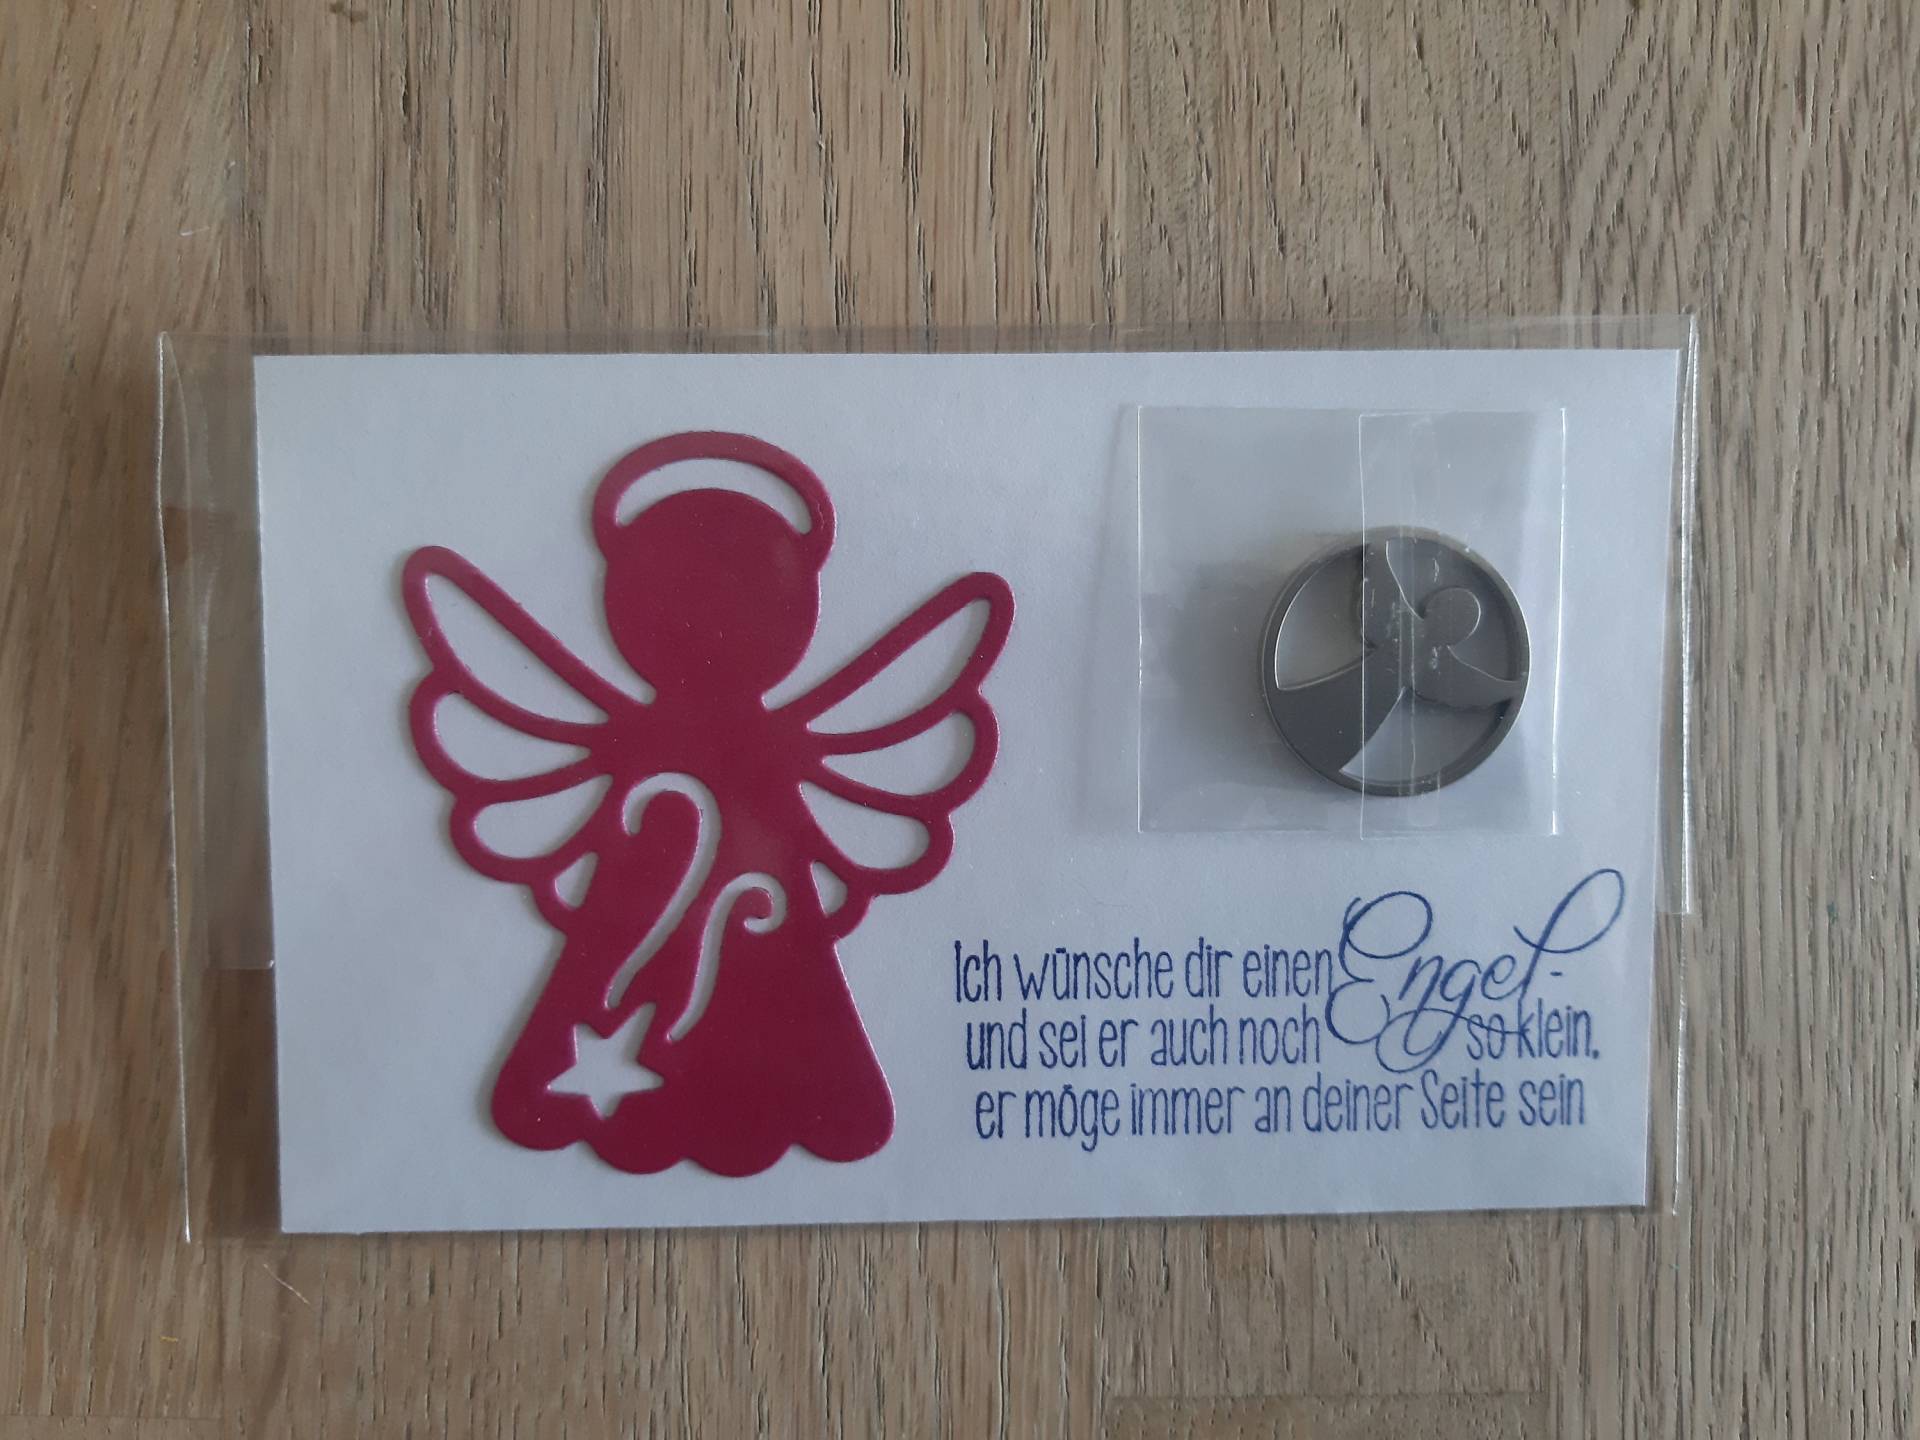 Ich wünsche dir einen Engel-
und sei er auch noch so klein.
er möge immer an deiner Seite sein